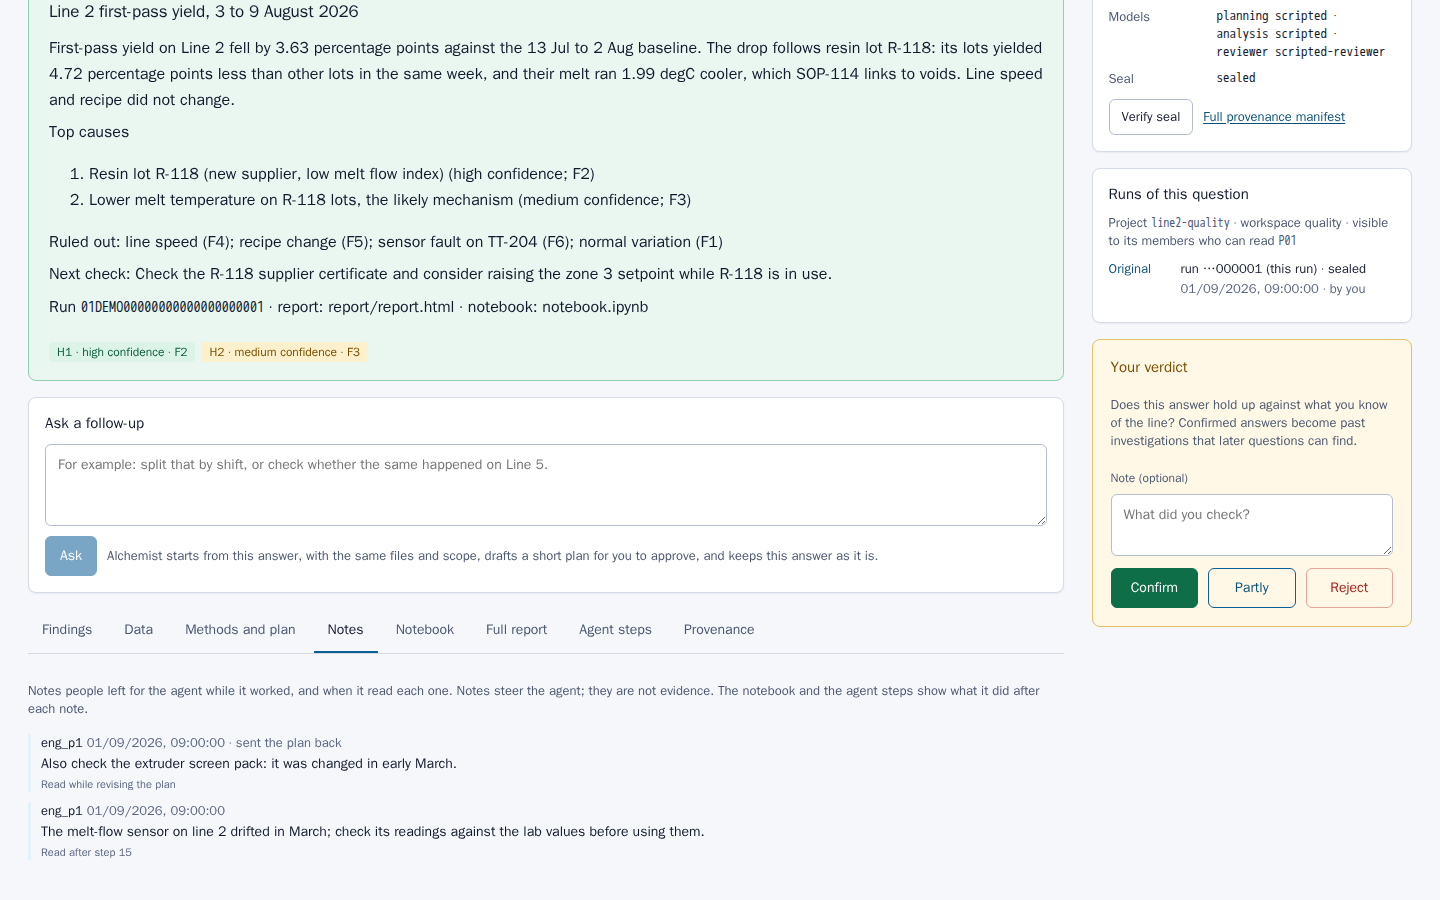 Line 2 first-pass yield, 3 to 9 August 2026
First-pass yield on Line 2 fell by 3.63 percentage points against the 13 Jul to 2 Aug baseline. The drop follows resin lot R-118: its lots yielded
4.72 percentage points less than other lots in the same week, and their melt ran 1.99 degC cooler, which SOP-114 links to voids. Line speed
and recipe did not change.
Top causes
1. Resin lot R-118 (new supplier, low melt flow index) (high confidence; F2)
2. Lower melt temperature on R-118 lots, the likely mechanism (medium confidence; F3)
Ruled out: line speed (F4); recipe change (F5); sensor fault on TT-204 (F6); normal variation (F1)
Next check: Check the R-118 supplier certificate and consider raising the zone 3 setpoint while R-118 is in use.
Run 01DEMO00000000000000000001 · report: report/report.html · notebook: notebook.ipynb
H1 · high confidence · F2
H2 · medium confidence · F3
Ask a follow-up
For example: split that by shift, or check whether the same happened on Line 5.
Ask
Alchemist starts from this answer, with the same files and scope, drafts a short plan for you to approve, and keeps this answer as it is.
Findings
Data
Methods and plan
Notes
Notebook
Full report
Agent steps
Provenance
Notes people left for the agent while it worked, and when it read each one. Notes steer the agent; they are not evidence. The notebook and the agent steps show what it did after
each note.
eng_p1 01/09/2026, 09:00:00 · sent the plan back
Also check the extruder screen pack: it was changed in early March.
Read while revising the plan
eng_p1 01/09/2026, 09:00:00
The melt-flow sensor on line 2 drifted in March; check its readings against the lab values before using them.
Read after step 15
Models
planning scripted ·
analysis scripted ·
reviewer scripted-reviewer
Seal
sealed
Verify seal
Full provenance manifest
Runs of this question
Project line2-quality · workspace quality · visible
to its members who can read P01
Original
run ···000001 (this run) · sealed
01/09/2026, 09:00:00 · by you
Your verdict
Does this answer hold up against what you know
of the line? Confirmed answers become past
investigations that later questions can find.
Note (optional)
What did you check?
Confirm
Partly
Reject